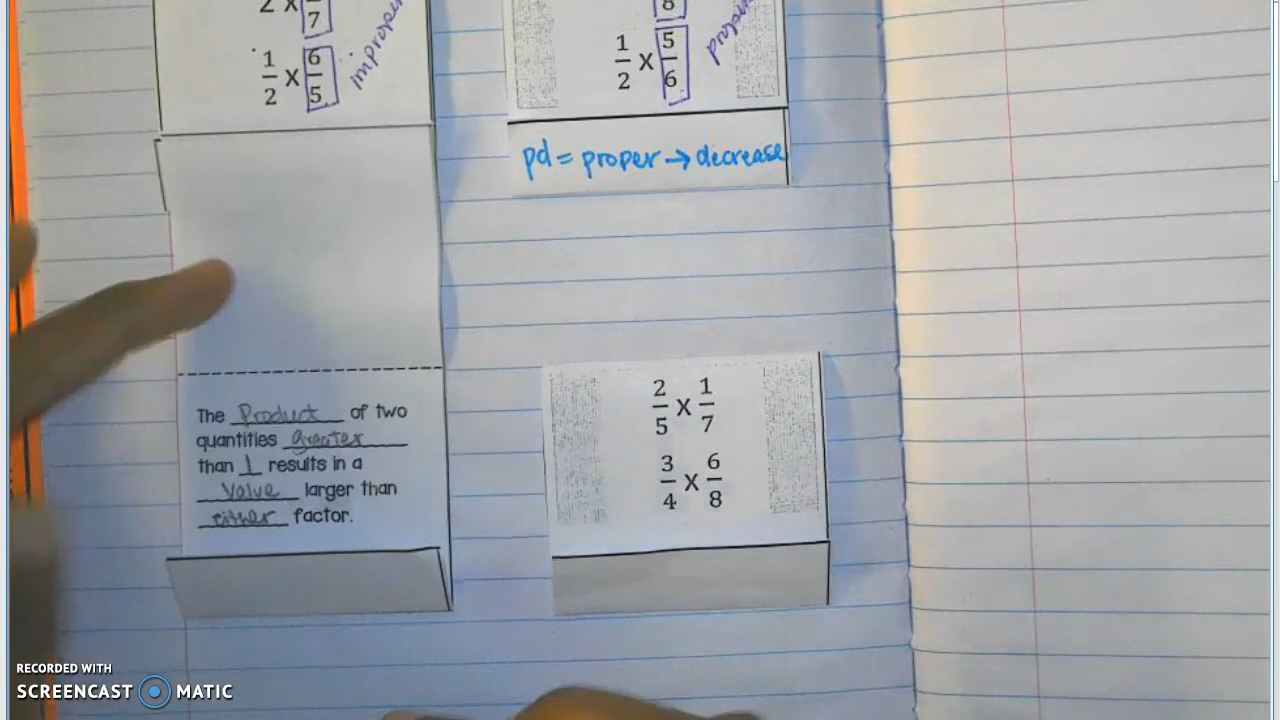 2 x 7
1/2 x 6/5
improper
8
1/2 x 5/6
proper
pd = proper → decrease
The Product of two
quantities greater
than 1 results in a
Value larger than
either factor.
2/5 x 1/7
3/4 x 6/8
RECORDED WITH
SCREENCAST MATIC